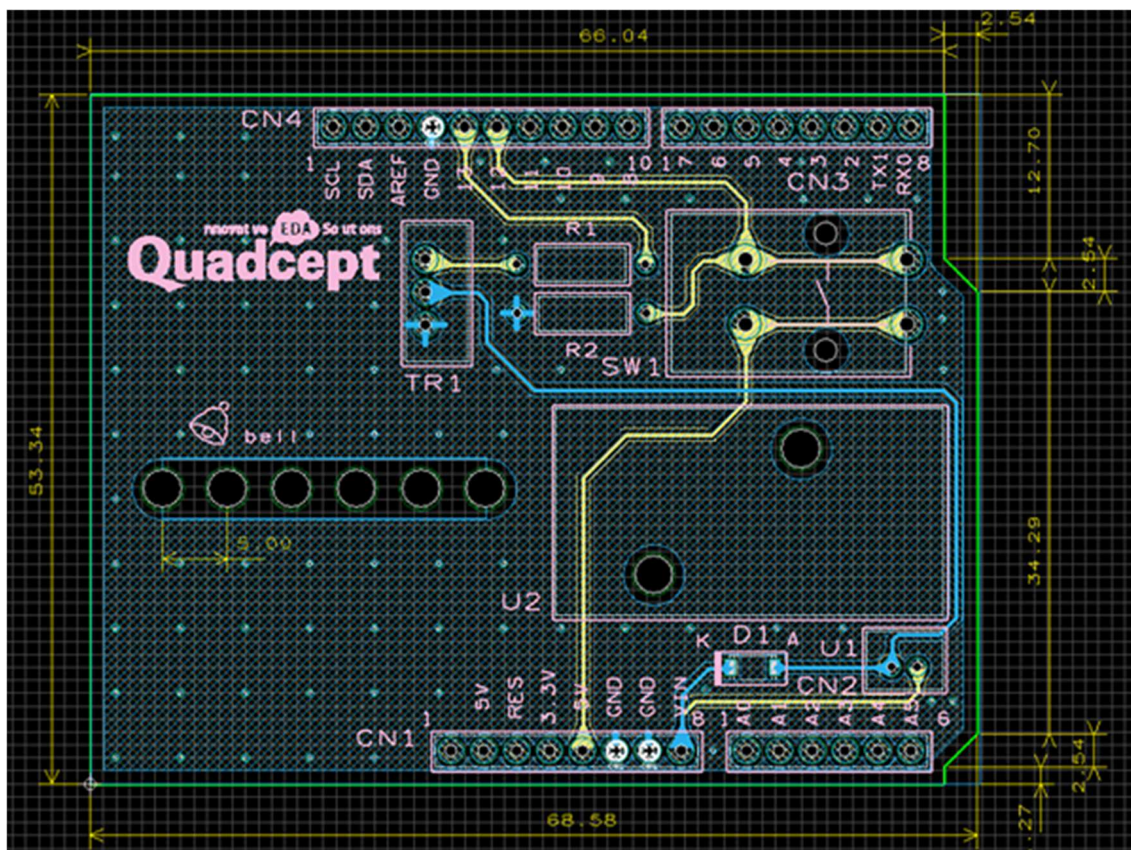 2.54
66.04
CN4
1
10
1
7
6
5
4
3
2
TX1
RX0
8
SCL
SDA
AREF
GND
13
12
11
10
9
8
CN3
12.70
2.54
EDA
Quadcept
R1
R2
SW1
TR1
bell
53.34
5.00
34.29
U2
K
D1
A
U1
CN2
1
5V
RES
3.3V
5V
GND
GND
VIN
8
1
A0
A1
A2
A3
A4
A5
6
CN1
2.54
68.58